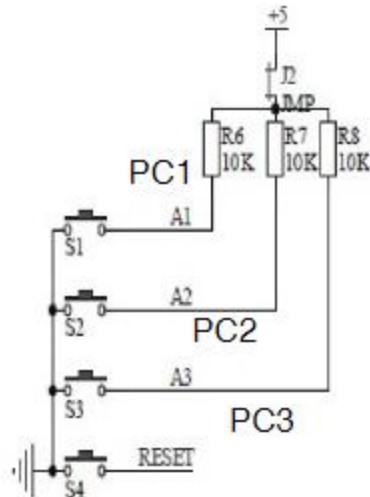 +5
J2
JMP
R6 R7 R8
10K 10K 10K
PC1
A1
S1
A2
S2
PC2
A3
S3
PC3
RESET
S4